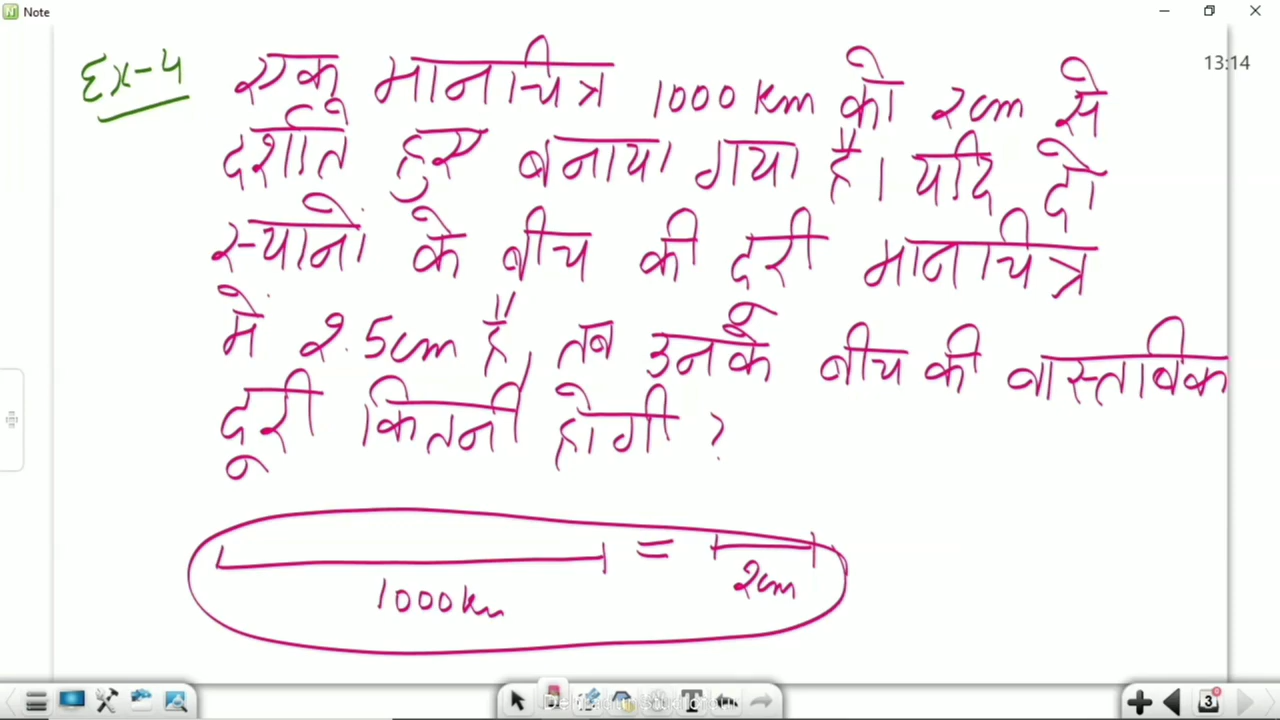 Note
13:14
Ex-4 एक मानचित्र 1000 km को 2cm से
दर्शाते हुए बनाया गया है। यदि दो
स्थानों के बीच की दूरी मानचित्र
में 2.5cm है, तब उनके बीच की वास्तविक
दूरी कितनी होगी ?
1000km = 2cm
3